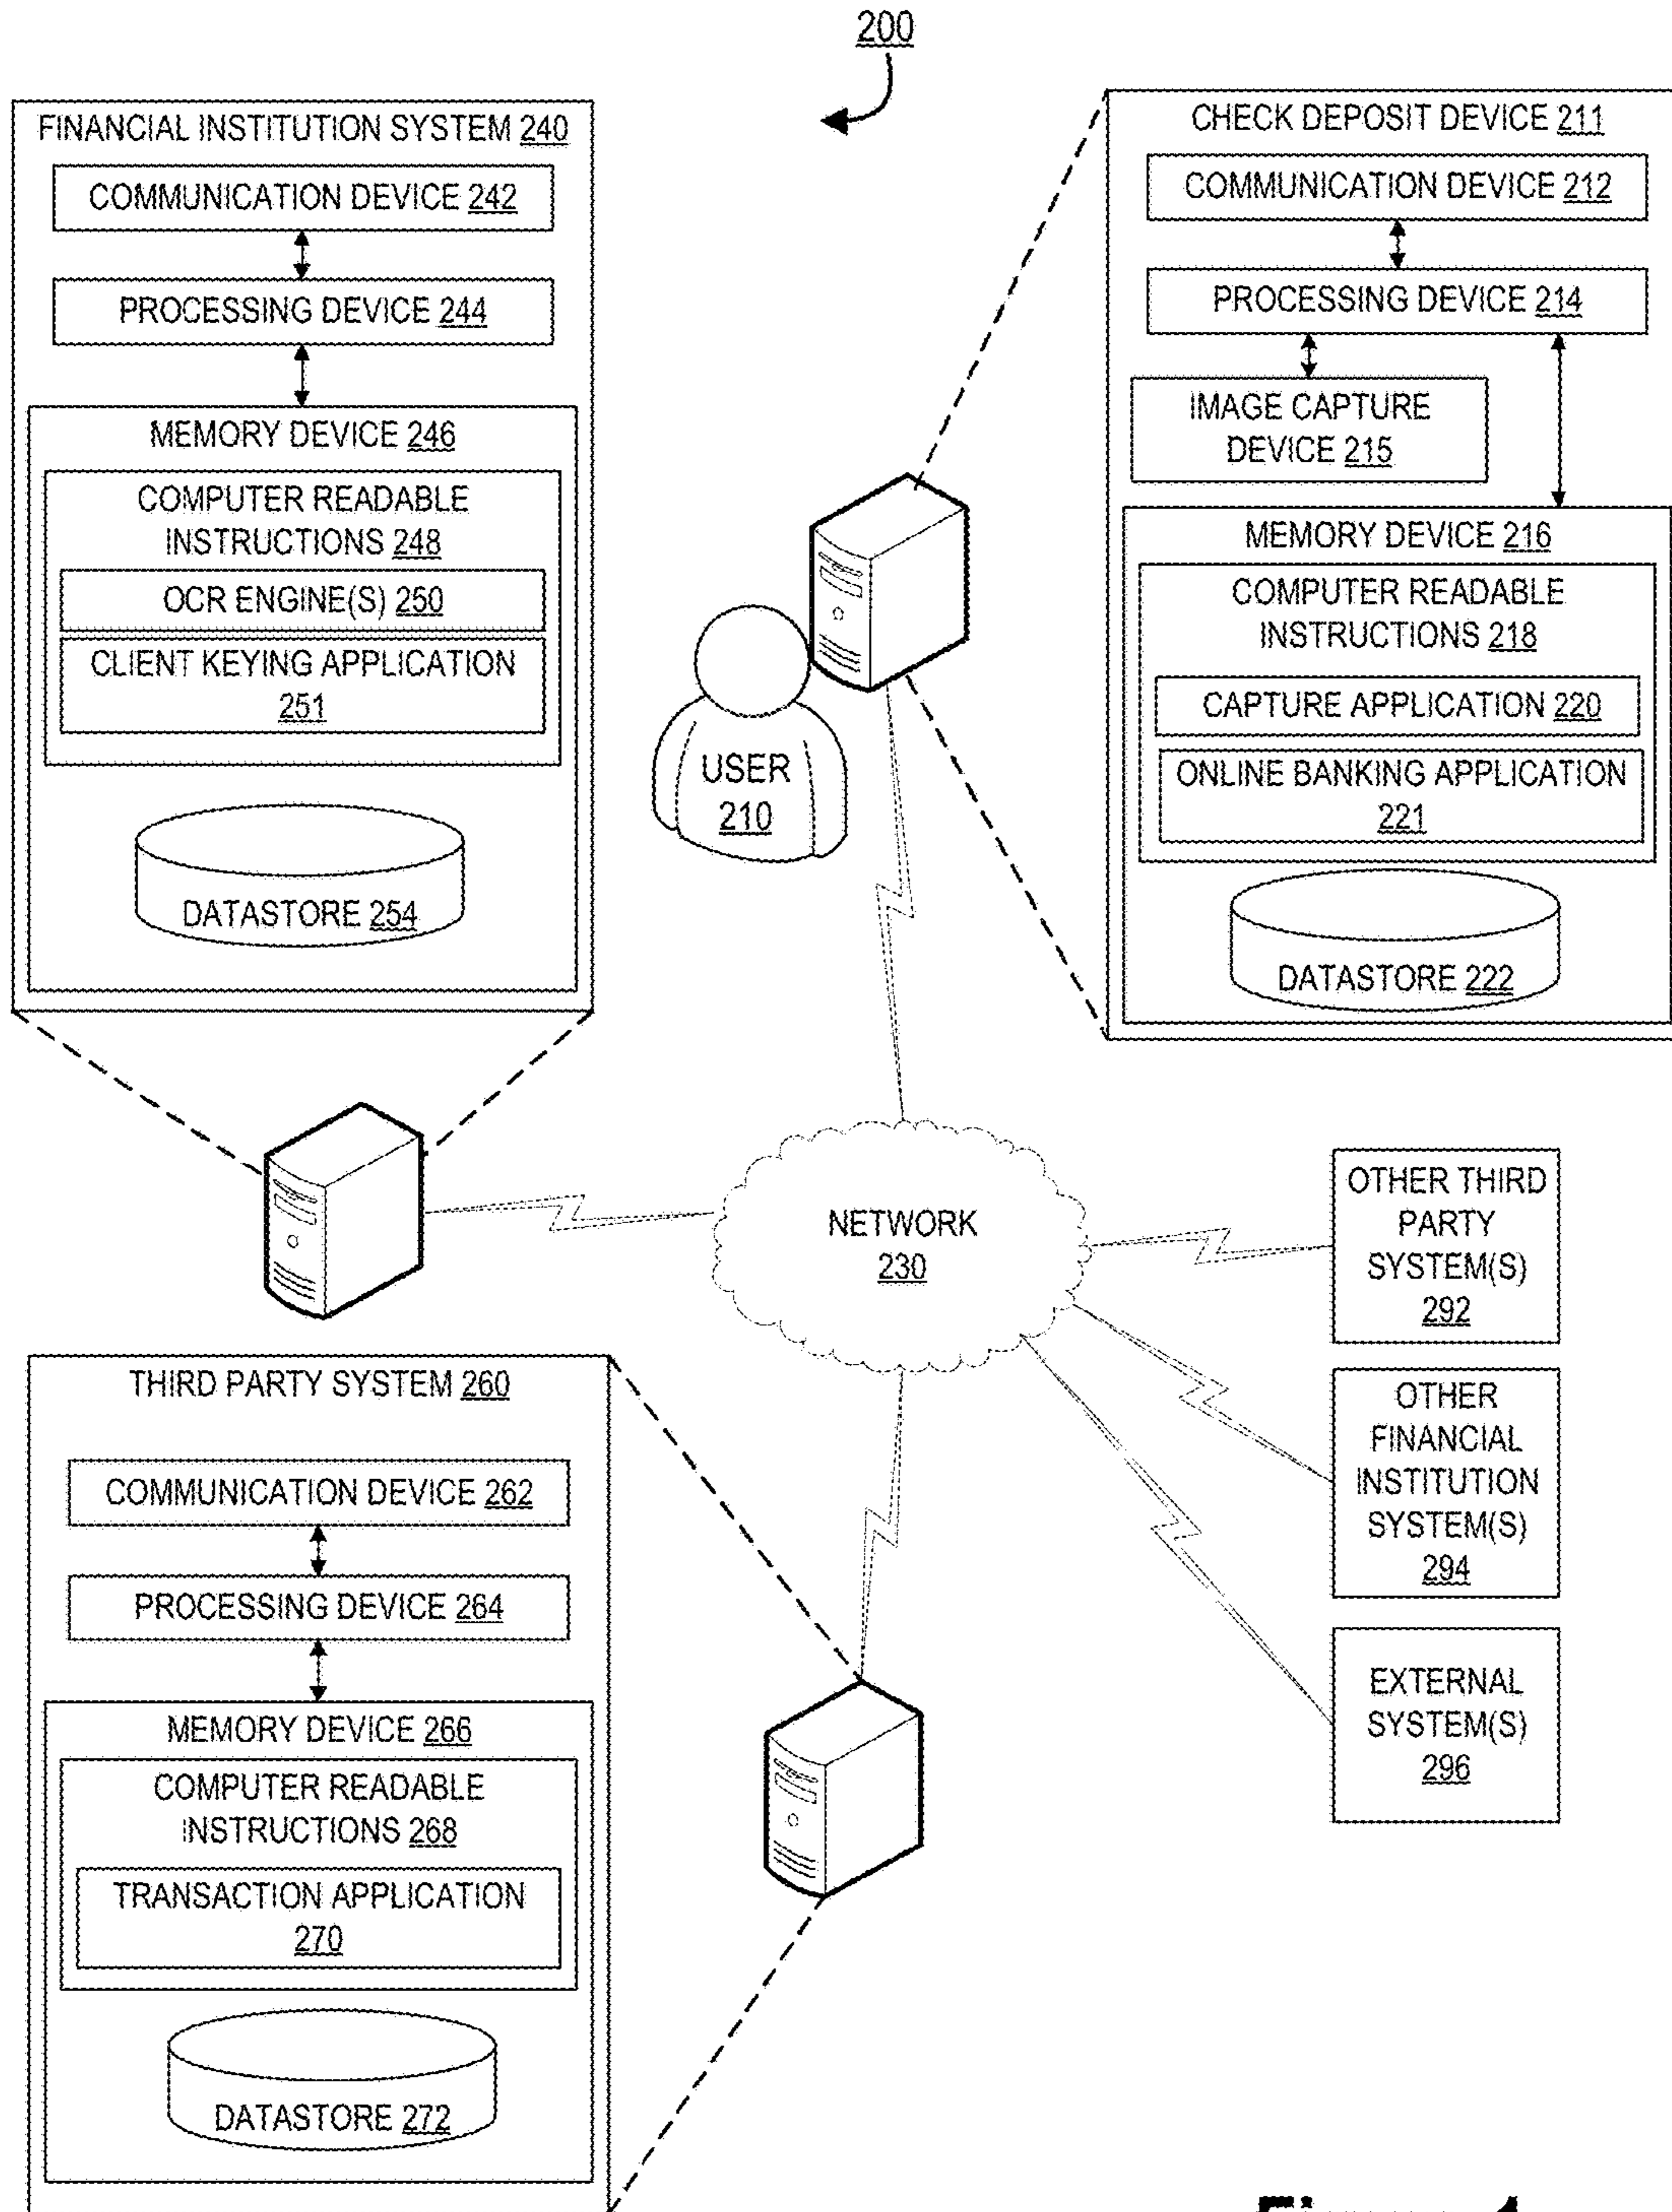 200
FINANCIAL INSTITUTION SYSTEM 240
COMMUNICATION DEVICE 242
PROCESSING DEVICE 244
MEMORY DEVICE 246
COMPUTER READABLE
INSTRUCTIONS 248
OCR ENGINE(S) 250
CLIENT KEYING APPLICATION
251
DATASTORE 254
CHECK DEPOSIT DEVICE 211
COMMUNICATION DEVICE 212
PROCESSING DEVICE 214
IMAGE CAPTURE
DEVICE 215
MEMORY DEVICE 216
COMPUTER READABLE
INSTRUCTIONS 218
CAPTURE APPLICATION 220
ONLINE BANKING APPLICATION
221
DATASTORE 222
USER
210
NETWORK
230
OTHER THIRD
PARTY
SYSTEM(S)
292
OTHER
FINANCIAL
INSTITUTION
SYSTEM(S)
294
EXTERNAL
SYSTEM(S)
296
THIRD PARTY SYSTEM 260
COMMUNICATION DEVICE 262
PROCESSING DEVICE 264
MEMORY DEVICE 266
COMPUTER READABLE
INSTRUCTIONS 268
TRANSACTION APPLICATION
270
DATASTORE 272